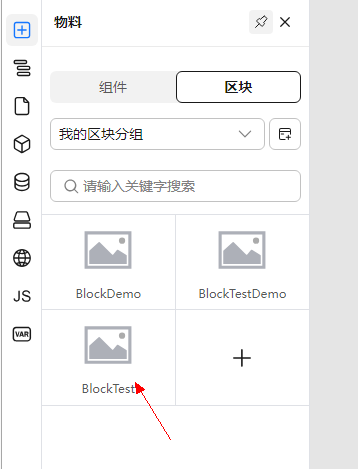 物料
组件
区块
我的区块分组
请输入关键字搜索
BlockDemo
BlockTestDemo
BlockTest
JS
VAR